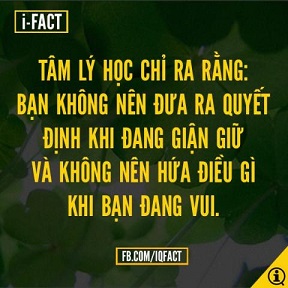 i-FACT
TÂM LÝ HỌC CHỈ RA RẰNG:
BẠN KHÔNG NÊN ĐƯA RA QUYẾT
ĐỊNH KHI ĐANG GIẬN GIỮ
VÀ KHÔNG NÊN HỨA ĐIỀU GÌ
KHI BẠN ĐANG VUI.
FB.COM/IQFACT